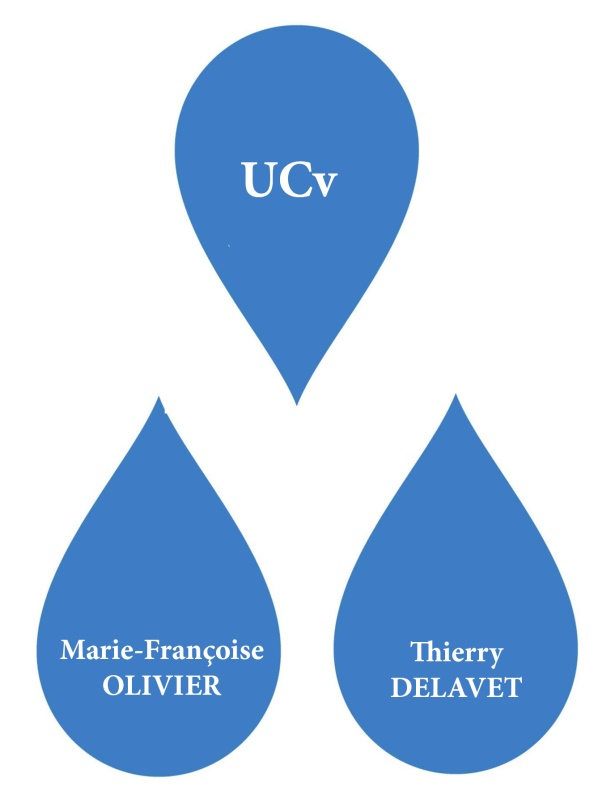 UCv
Marie-Françoise
OLIVIER
Thierry
DELAVET